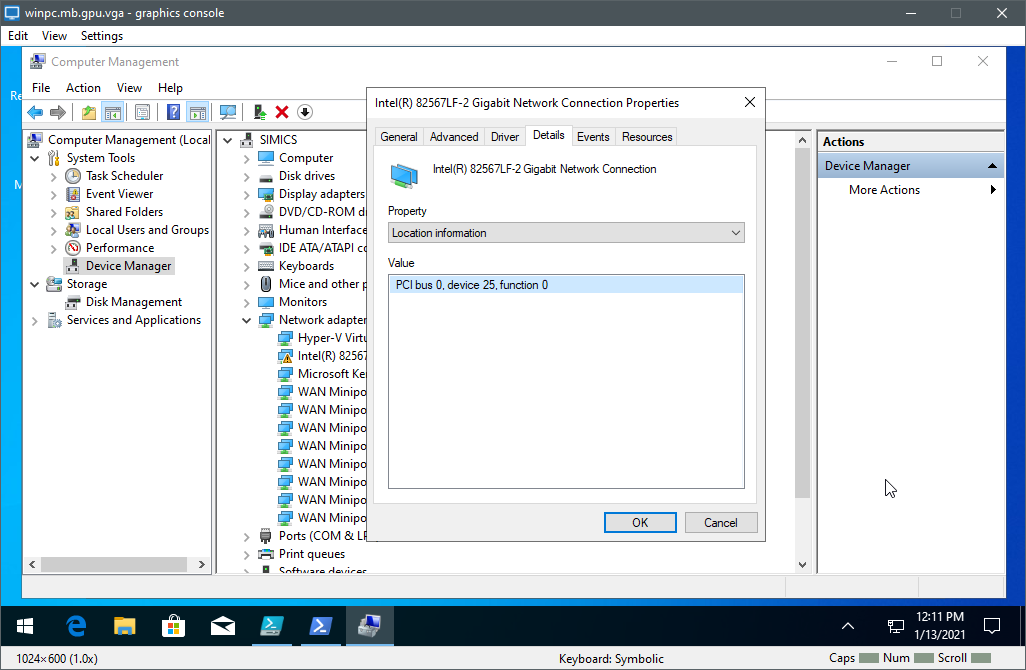 winpc.mb.gpu.vga - graphics console
Edit View Settings
Computer Management
File Action View Help
Computer Management (Local
System Tools
Task Scheduler
Event Viewer
Shared Folders
Local Users and Groups
Performance
Device Manager
Storage
Disk Management
Services and Applications
SIMICS
Computer
Disk drives
Display adapters
DVD/CD-ROM
Human Interface
IDE ATA/ATAPI
Keyboards
Mice and other
Monitors
Network adapter
Hyper-V Virtu
Intel(R) 82567
Microsoft Ke
WAN Minipo
WAN Minipo
WAN Minipo
WAN Minipo
WAN Minipo
WAN Minipo
WAN Minipo
WAN Minipo
Ports (COM &
Print queues
Software devices
Intel(R) 82567LF-2 Gigabit Network Connection Properties
General Advanced Driver Details Events Resources
Intel(R) 82567LF-2 Gigabit Network Connection
Property
Location information
Value
PCI bus 0, device 25, function 0
OK Cancel
Actions
Device Manager
More Actions
12:11 PM
1/13/2021
1024×600 (1.0x) Keyboard: Symbolic Caps Num Scroll